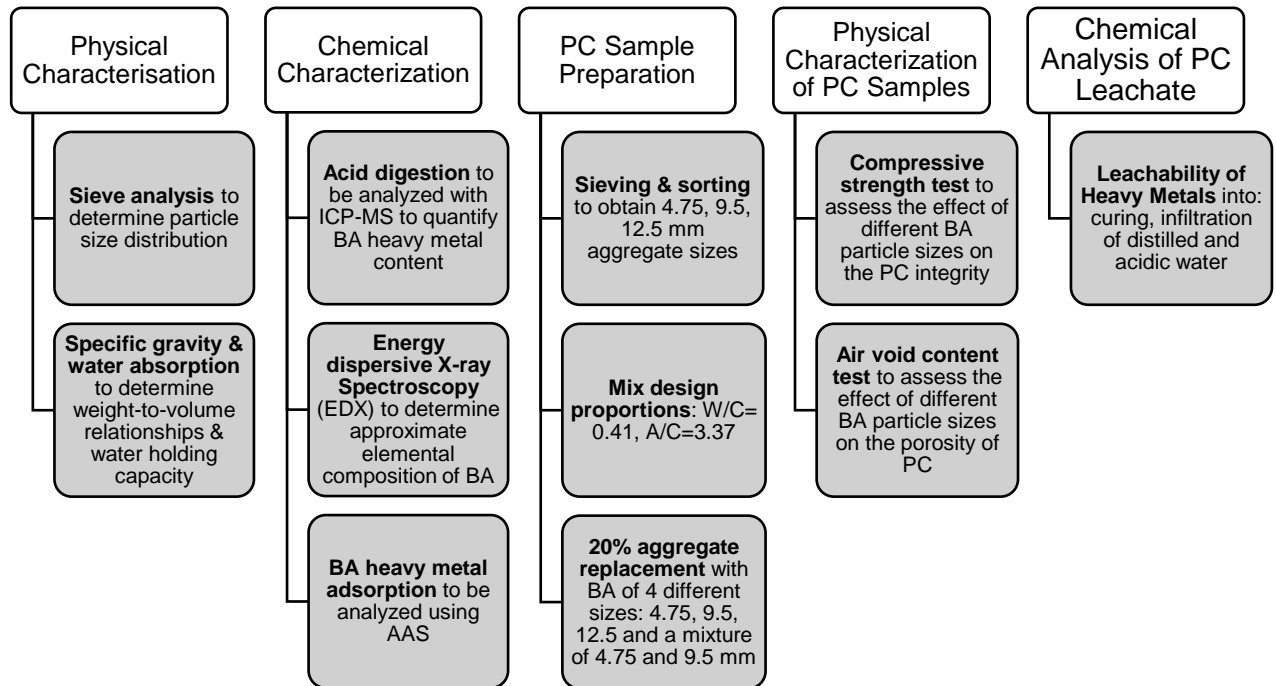 Physical
Characterisation
Sieve analysis to
determine particle
size distribution
Specific gravity &
water absorption
to determine
weight-to-volume
relationships &
water holding
capacity
Chemical
Characterization
Acid digestion to
be analyzed with
ICP-MS to quantify
BA heavy metal
content
Energy
dispersive X-ray
Spectroscopy
(EDX) to determine
approximate
elemental
composition of BA
BA heavy metal
adsorption to be
analyzed using
AAS
PC Sample
Preparation
Sieving & sorting
to obtain 4.75, 9.5,
12.5 mm
aggregate sizes
Mix design
proportions: W/C=
0.41, A/C=3.37
20% aggregate
replacement with
BA of 4 different
sizes: 4.75, 9.5,
12.5 and a mixture
of 4.75 and 9.5 mm
Physical
Characterization
of PC Samples
Compressive
strength test to
assess the effect of
different BA
particle sizes on
the PC integrity
Air void content
test to assess the
effect of different
BA particle sizes
on the porosity of
PC
Chemical
Analysis of PC
Leachate
Leachability of
Heavy Metals into:
curing, infiltration
of distilled and
acidic water